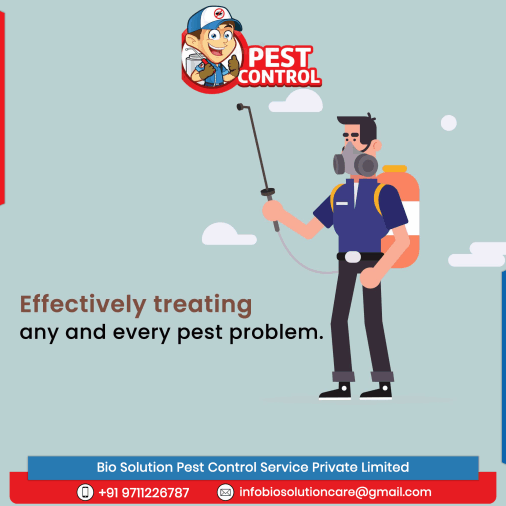 PEST
CONTROL
Effectively treating
any and every pest problem.
Bio Solution Pest Control Service Private Limited
+91 9711226787 infobiosolutioncare@gmail.com